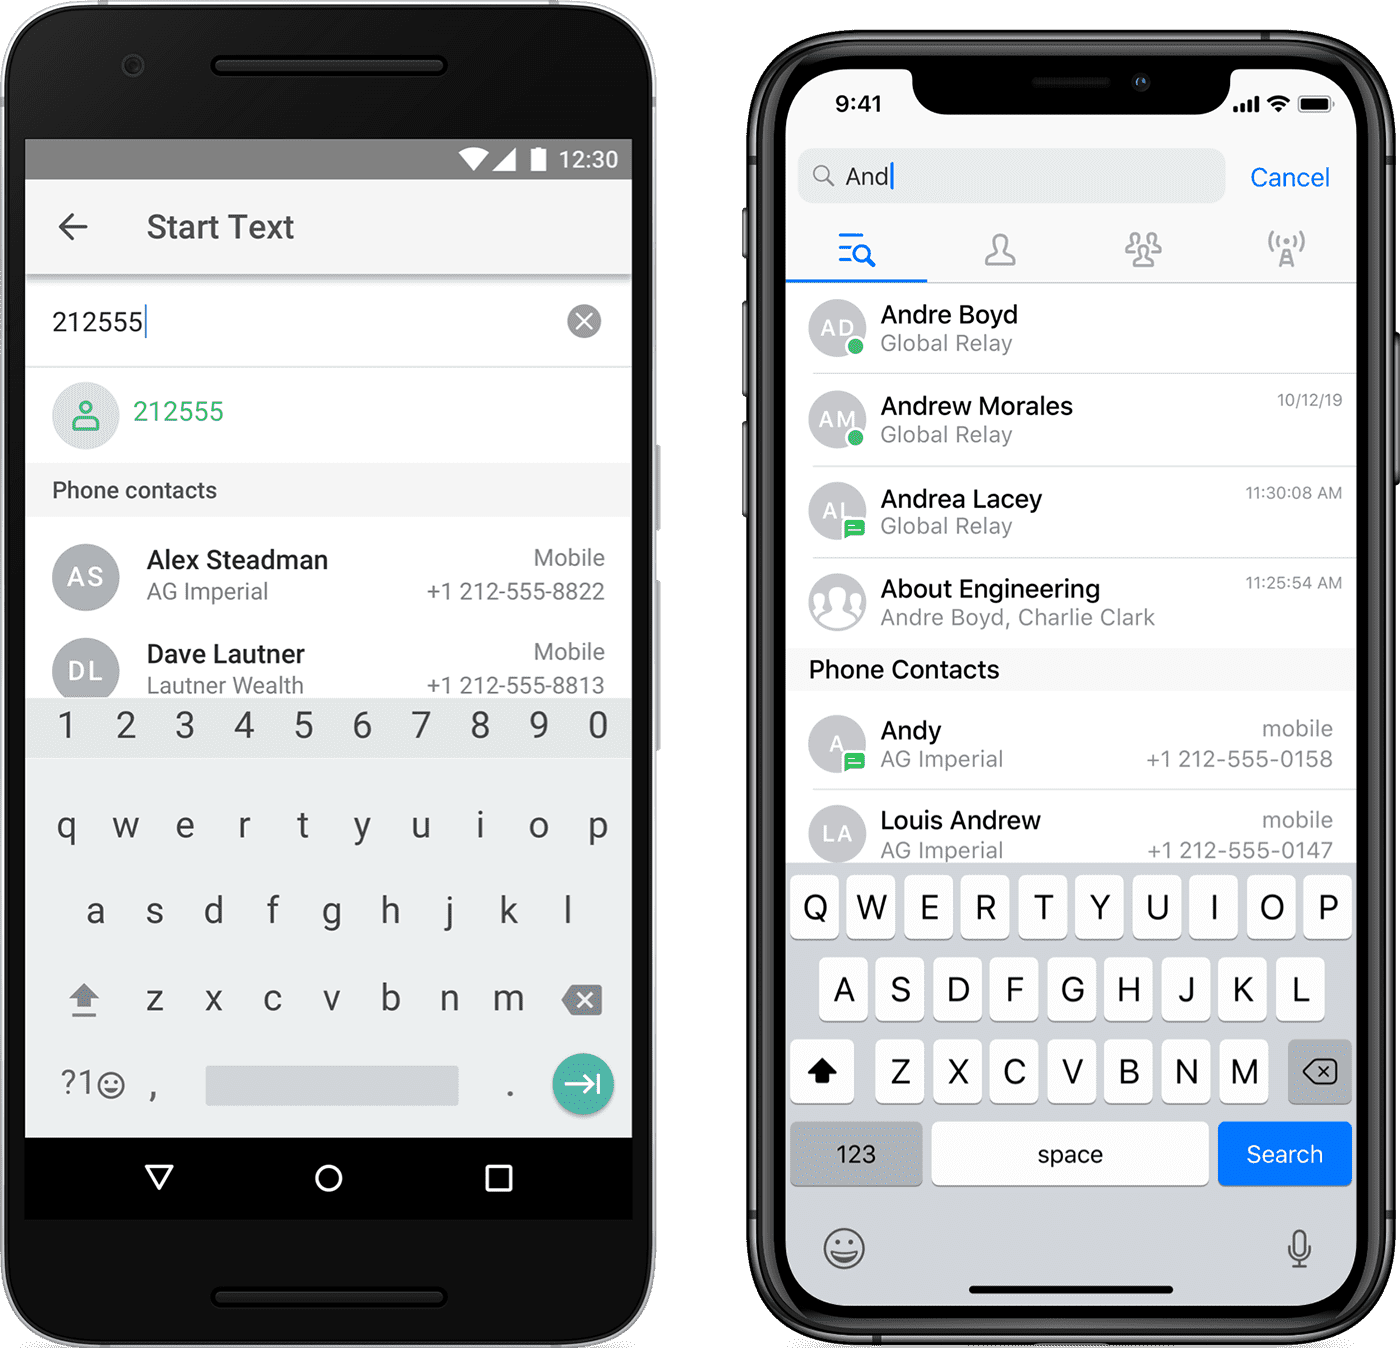 12:30
Start Text
212555
212555
Phone contacts
AS Alex Steadman Mobile
AG Imperial +1 212-555-8822
DL Dave Lautner Mobile
Lautner Wealth +1 212-555-8813
1 2 3 4 5 6 7 8 9 0
q w e r t y u i o p
a s d f g h j k l
z x c v b n m
?1 , .
9:41
And Cancel
AD Andre Boyd
Global Relay
AM Andrew Morales 10/12/19
Global Relay
AL Andrea Lacey 11:30:08 AM
Global Relay
About Engineering 11:25:54 AM
Andre Boyd, Charlie Clark
Phone Contacts
A Andy mobile
AG Imperial +1 212-555-0158
LA Louis Andrew mobile
AG Imperial +1 212-555-0147
Q W E R T Y U I O P
A S D F G H J K L
Z X C V B N M
123 space Search